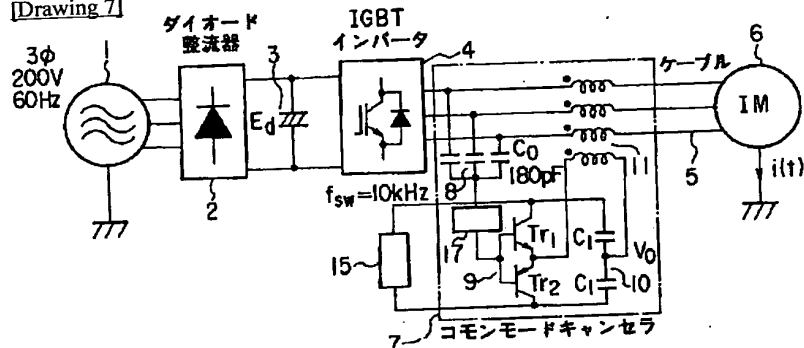 [Drawing 7]
ダイオード
整流器
IGBT
インバータ
3φ
200V
60Hz
1
2
3
Ed
4
ケーブル
6
IM
5
i(t)
C0
180pF
8
11
fsw=10kHz
15
17
9
Tr1
Tr2
C1
C1
V0
10
7
コモンモードキャンセラ